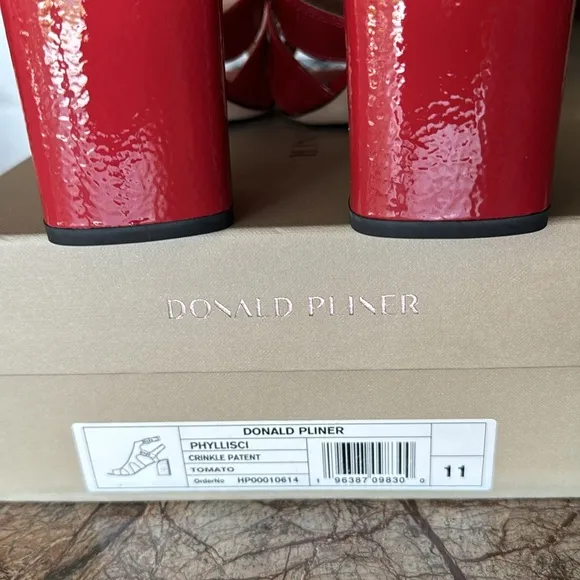 DONALD PLINER
DONALD PLINER
PHYLLISCI
CRINKLE PATENT
TOMATO
OrderNo HP00010614
1 96387 09830 0
11